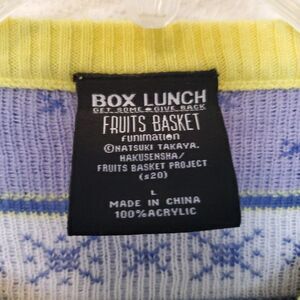 BOX LUNCH
GET SOME • GIVE BACK
FRUITS BASKET
FUNiMATiON
©NATSUKI TAKAYA.
HAKUSENSHA/
FRUITS BASKET PROJECT
(s20)
L
MADE IN CHINA
100%ACRYLIC